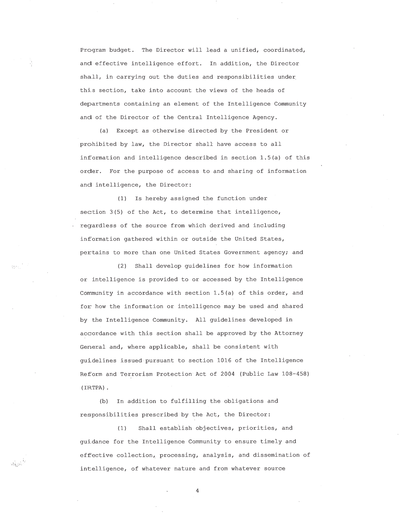 Program budget. The Director will lead a unified, coordinated,
and effective intelligence effort. In addition, the Director
shall, in carrying out the duties and responsibilities under
this section, take into account the views of the heads of
departments containing an element of the Intelligence Community
and of the Director of the Central Intelligence Agency.
(a) Except as otherwise directed by the President or
prohibited by law, the Director shall have access to all
information and intelligence described in section 1.5(a) of this
order. For the purpose of access to and sharing of information
and intelligence, the Director:
(1) Is hereby assigned the function under
section 3(5) of the Act, to determine that intelligence,
regardless of the source from which derived and including
information gathered within or outside the United States,
pertains to more than one United States Government agency; and
(2) Shall develop guidelines for how information
or intelligence is provided to or accessed by the Intelligence
Community in accordance with section 1.5(a) of this order, and
for how the information or intelligence may be used and shared
by the Intelligence Community. All guidelines developed in
accordance with this section shall be approved by the Attorney
General and, where applicable, shall be consistent with
guidelines issued pursuant to section 1016 of the Intelligence
Reform and Terrorism Protection Act of 2004 (Public Law 108-458)
(IRTPA).
(b) In addition to fulfilling the obligations and
responsibilities prescribed by the Act, the Director:
(1) Shall establish objectives, priorities, and
guidance for the Intelligence Community to ensure timely and
effective collection, processing, analysis, and dissemination of
intelligence, of whatever nature and from whatever source
4